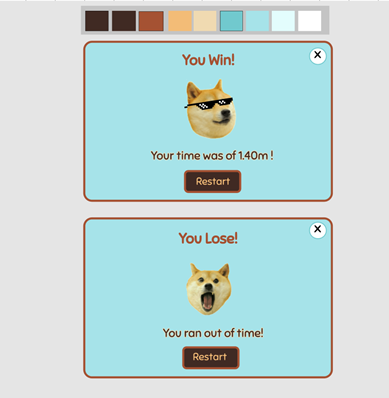 X
You Win!
Your time was of 1.40m !
Restart
X
You Lose!
You ran out of time!
Restart